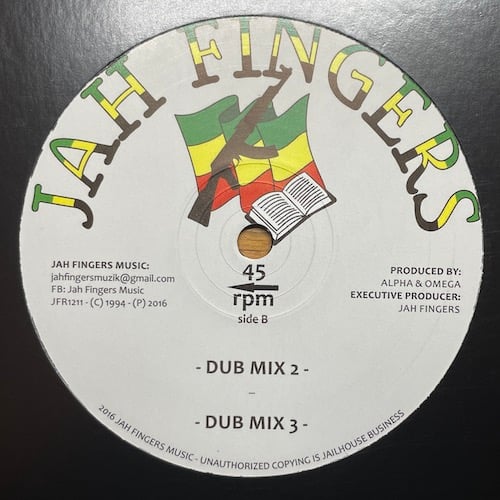 JAH FINGERS
JAH FINGERS MUSIC:
jahfingersmuzik@gmail.com
FB: Jah Fingers Music
JFR1211 - (C) 1994 - (P) 2016
45
rpm
side B
PRODUCED BY:
ALPHA & OMEGA
EXECUTIVE PRODUCER:
JAH FINGERS
- DUB MIX 2 -
–
- DUB MIX 3 -
2016 JAH FINGERS MUSIC - UNAUTHORIZED COPYING IS JAILHOUSE BUSINESS